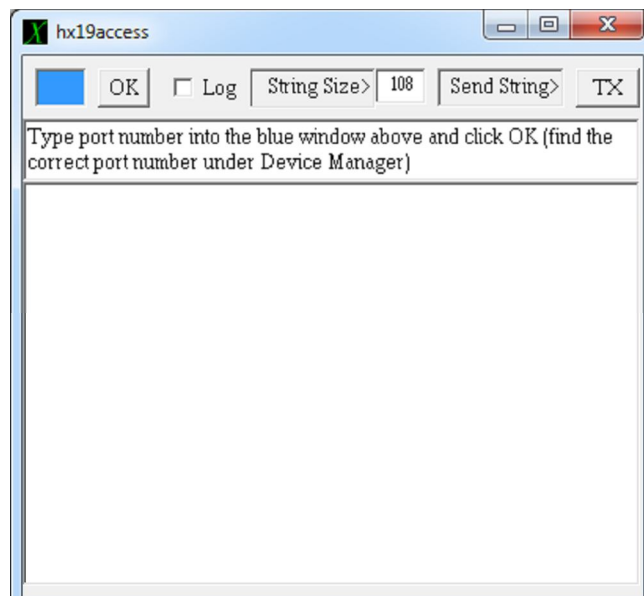 hx19access
OK Log String Size> 108 Send String> TX
Type port number into the blue window above and click OK (find the
correct port number under Device Manager)